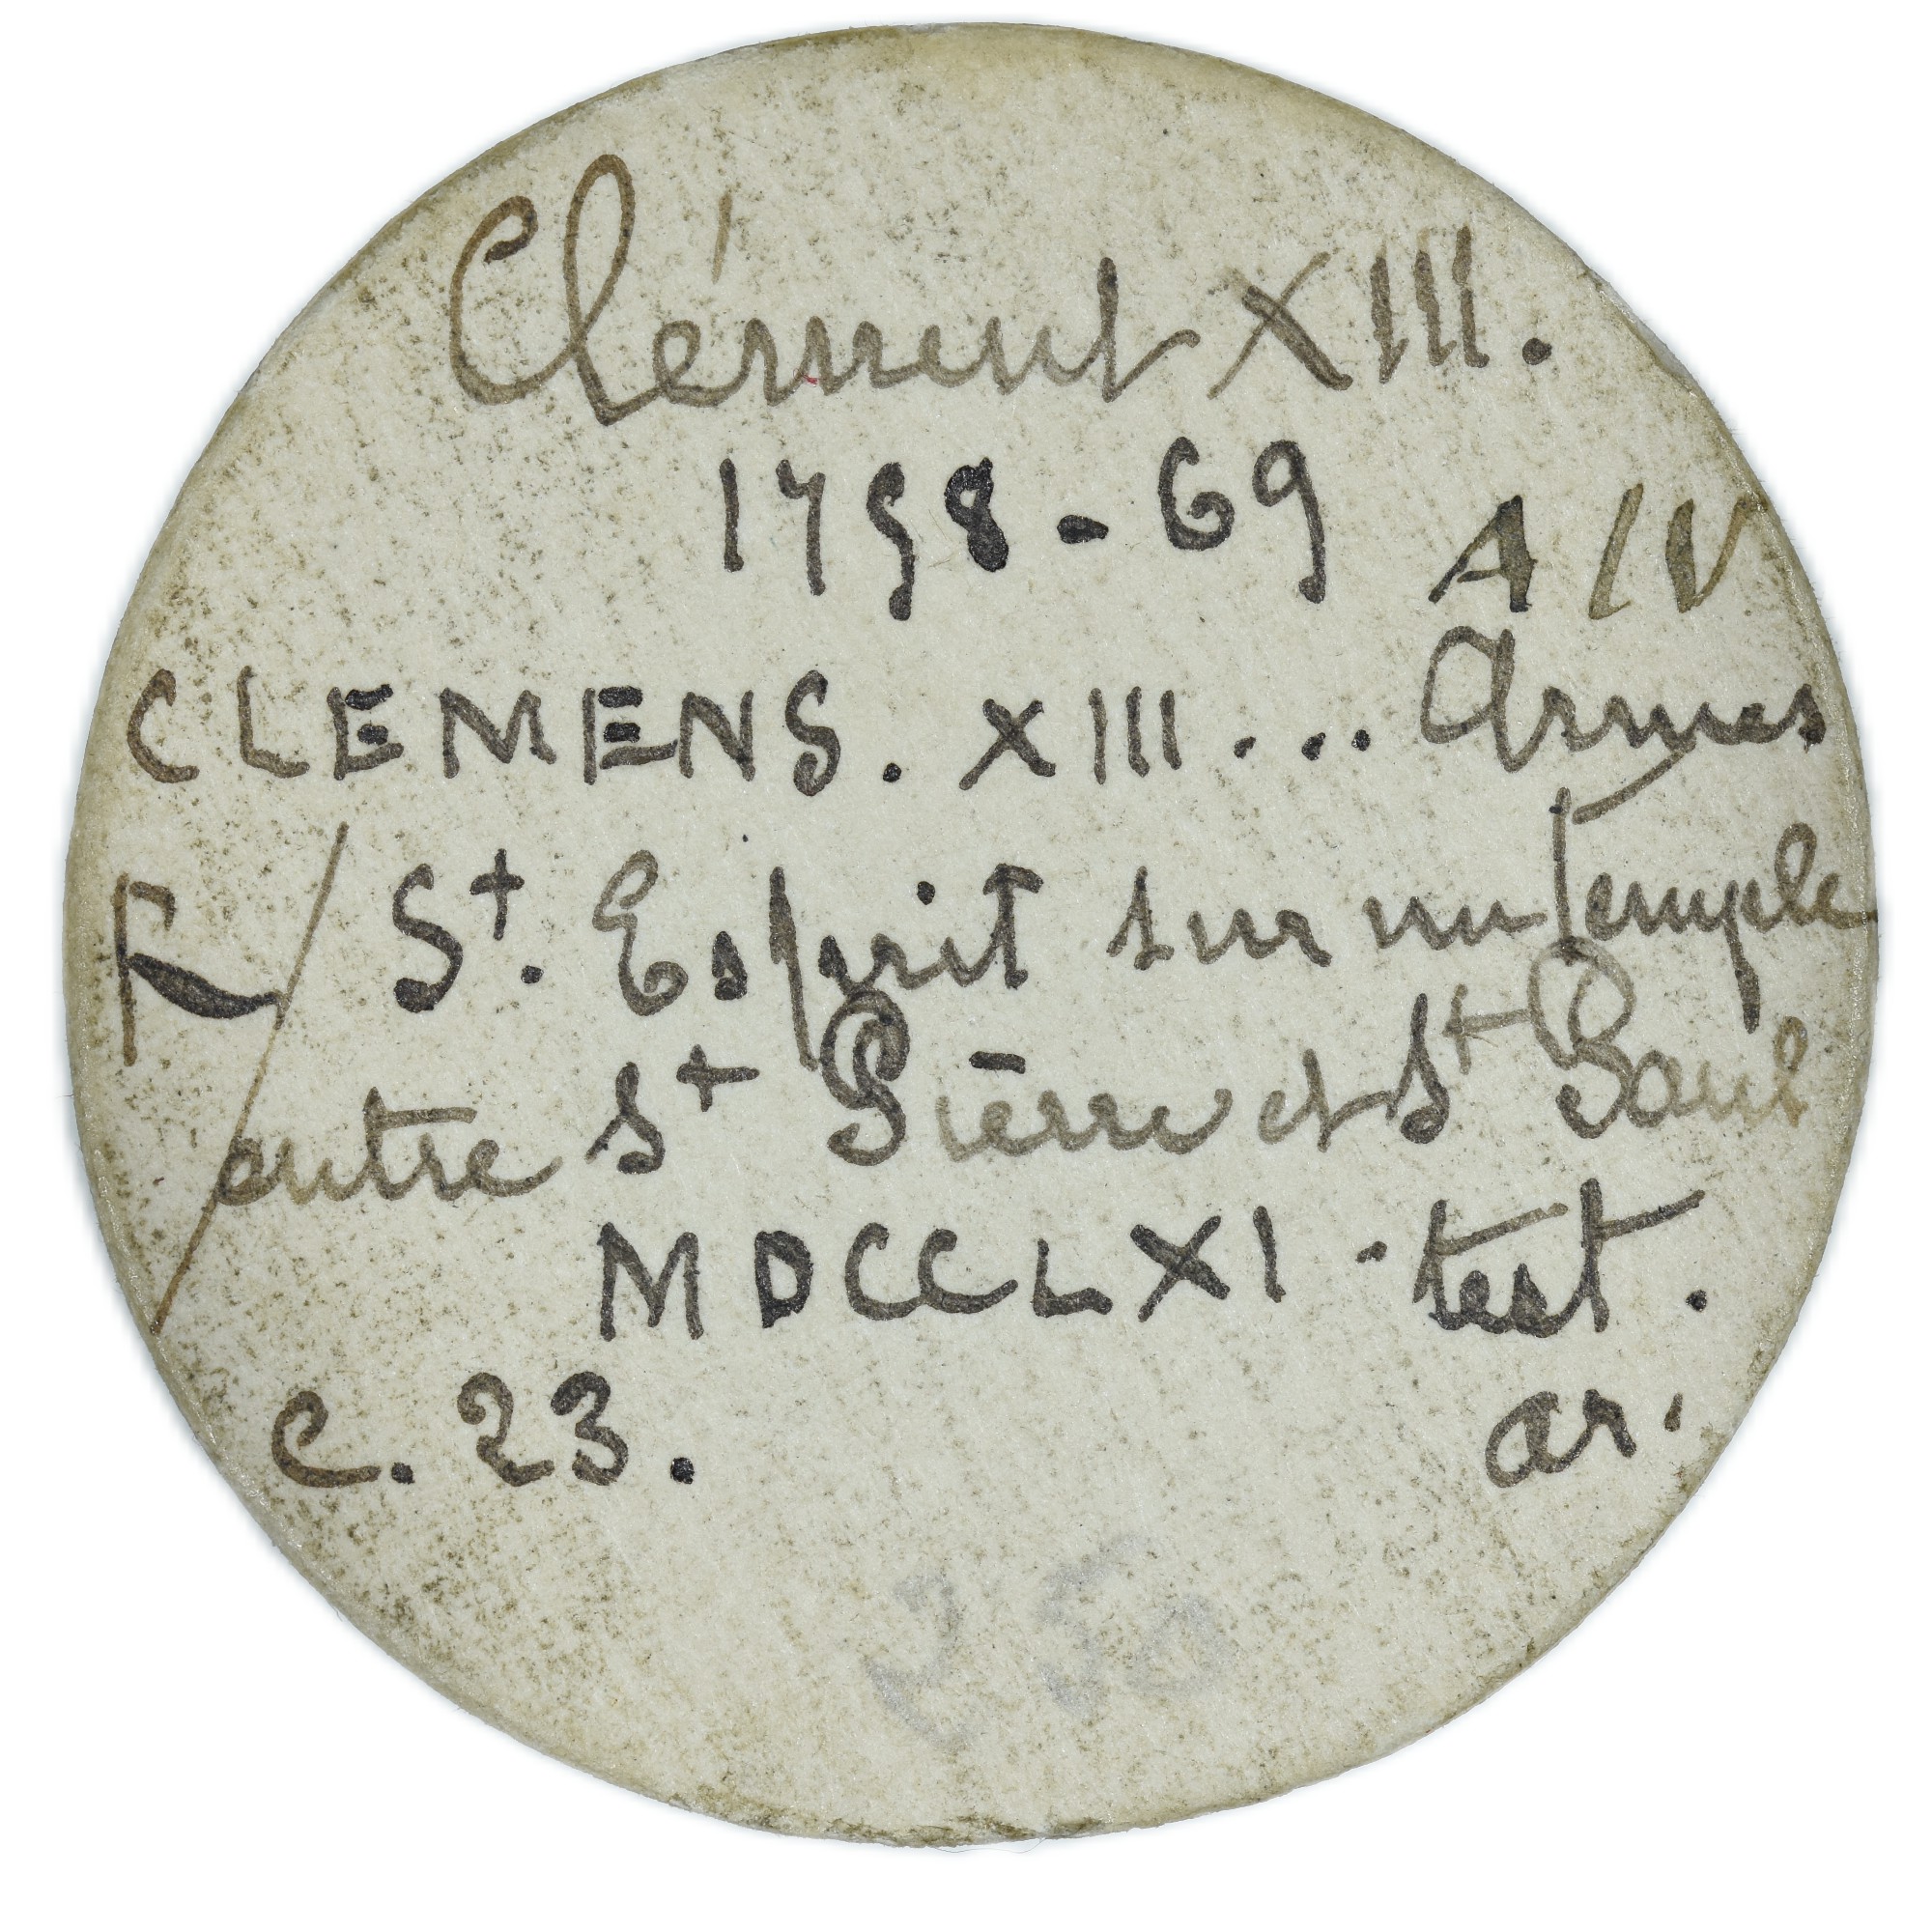 Clément XIII.
1758 - 69
A IV
CLEMENS. XIII... Armes
R/ St. Esprit sur un Temple
entre St Pierre et St Paul
MDCCLXI · test.
C. 23. ar.